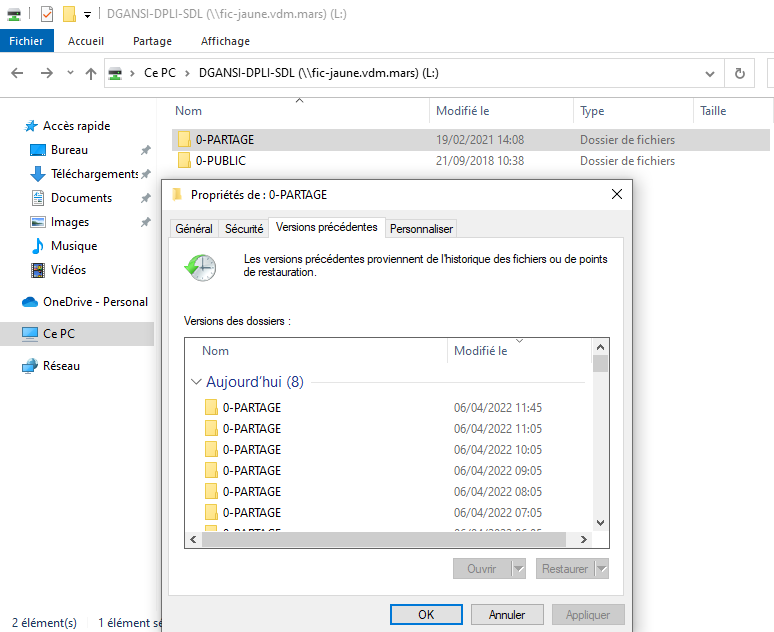 DGANSI-DPLI-SDL (\\fic-jaune.vdm.mars) (L:)
Fichier Accueil Partage Affichage
Ce PC > DGANSI-DPLI-SDL (\\fic-jaune.vdm.mars) (L:)
Nom Modifié le Type Taille
Accès rapide
Bureau
Téléchargements
Documents
Images
Musique
Vidéos
OneDrive - Personal
Ce PC
Réseau
0-PARTAGE 19/02/2021 14:08 Dossier de fichiers
0-PUBLIC 21/09/2018 10:38 Dossier de fichiers
Propriétés de : 0-PARTAGE
Général Sécurité Versions précédentes Personnaliser
Les versions précédentes proviennent de l'historique des fichiers ou de points
de restauration.
Versions des dossiers :
Nom Modifié le
Aujourd'hui (8)
0-PARTAGE 06/04/2022 11:45
0-PARTAGE 06/04/2022 11:05
0-PARTAGE 06/04/2022 10:05
0-PARTAGE 06/04/2022 09:05
0-PARTAGE 06/04/2022 08:05
0-PARTAGE 06/04/2022 07:05
Ouvrir Restaurer
OK Annuler Appliquer
2 élément(s) 1 élément sé